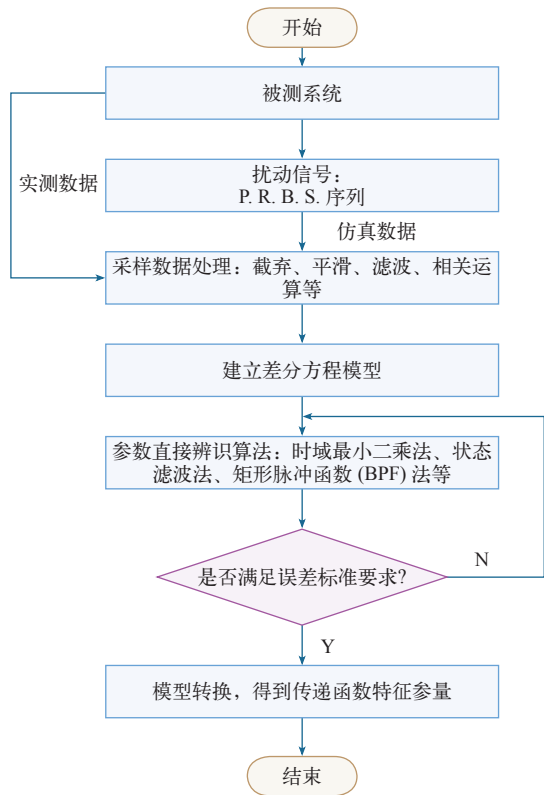 开始
被测系统
实测数据
扰动信号：
P. R. B. S. 序列
仿真数据
采样数据处理：截弃、平滑、滤波、相关运
算等
建立差分方程模型
参数直接辨识算法：时域最小二乘法、状态
滤波法、矩形脉冲函数 (BPF) 法等
是否满足误差标准要求?
N
Y
模型转换，得到传递函数特征参量
结束